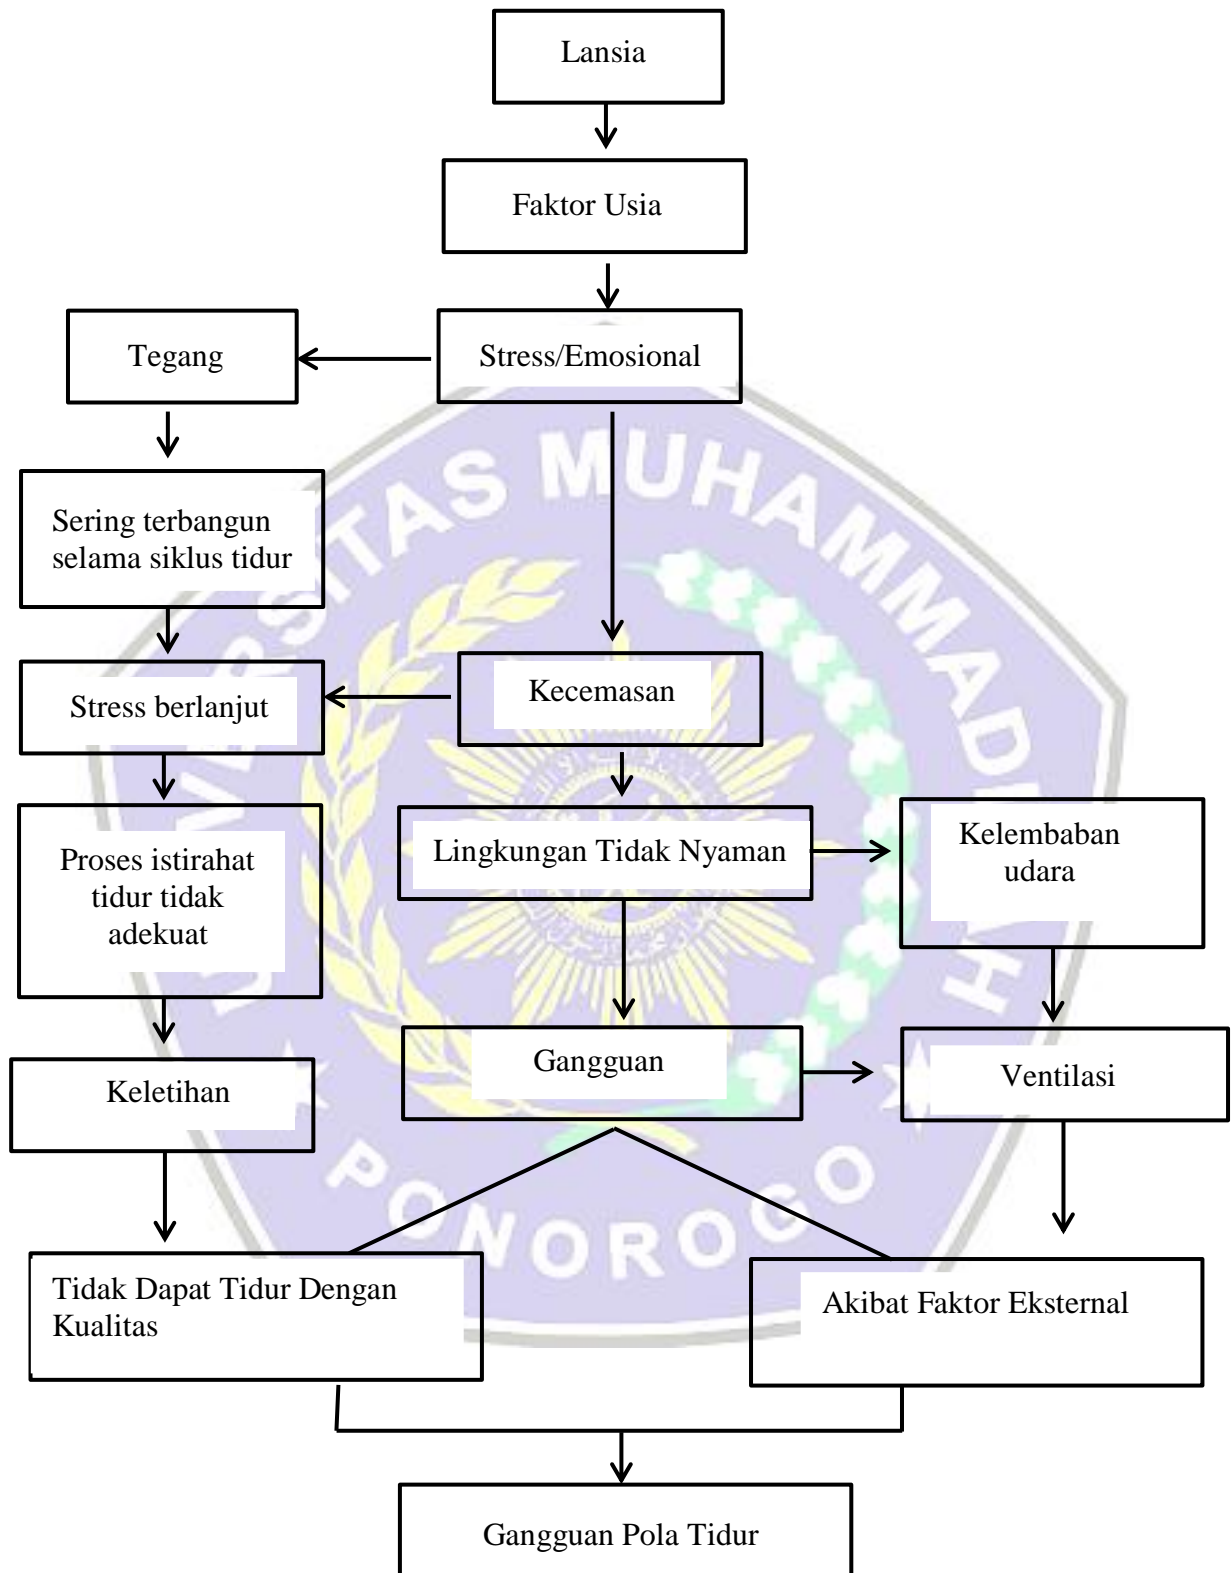 Lansia
Faktor Usia
Tegang
Stress/Emosional
Sering terbangun
selama siklus tidur
Stress berlanjut
Kecemasan
Proses istirahat
tidur tidak
adekuat
Lingkungan Tidak Nyaman
Kelembaban
udara
Keletihan
Gangguan
Ventilasi
Tidak Dapat Tidur Dengan
Kualitas
Akibat Faktor Eksternal
Gangguan Pola Tidur
MUHAMMAD
PONOROGO